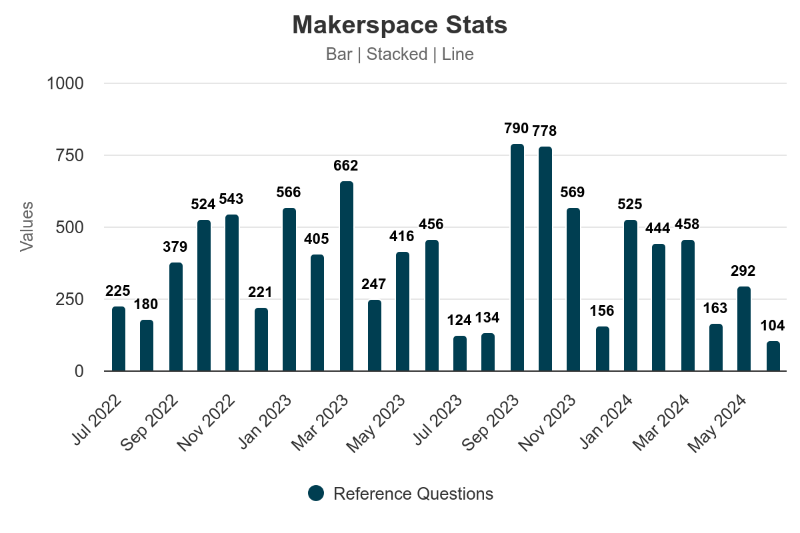 Makerspace Stats
Bar | Stacked | Line
1000
750
500
250
0
Values
225 180 379 524 543 221 566 405 662 247 416 456 124 134 790 778 569 156 525 444 458 163 292 104
Jul 2022 Sep 2022 Nov 2022 Jan 2023 Mar 2023 May 2023 Jul 2023 Sep 2023 Nov 2023 Jan 2024 Mar 2024 May 2024
Reference Questions